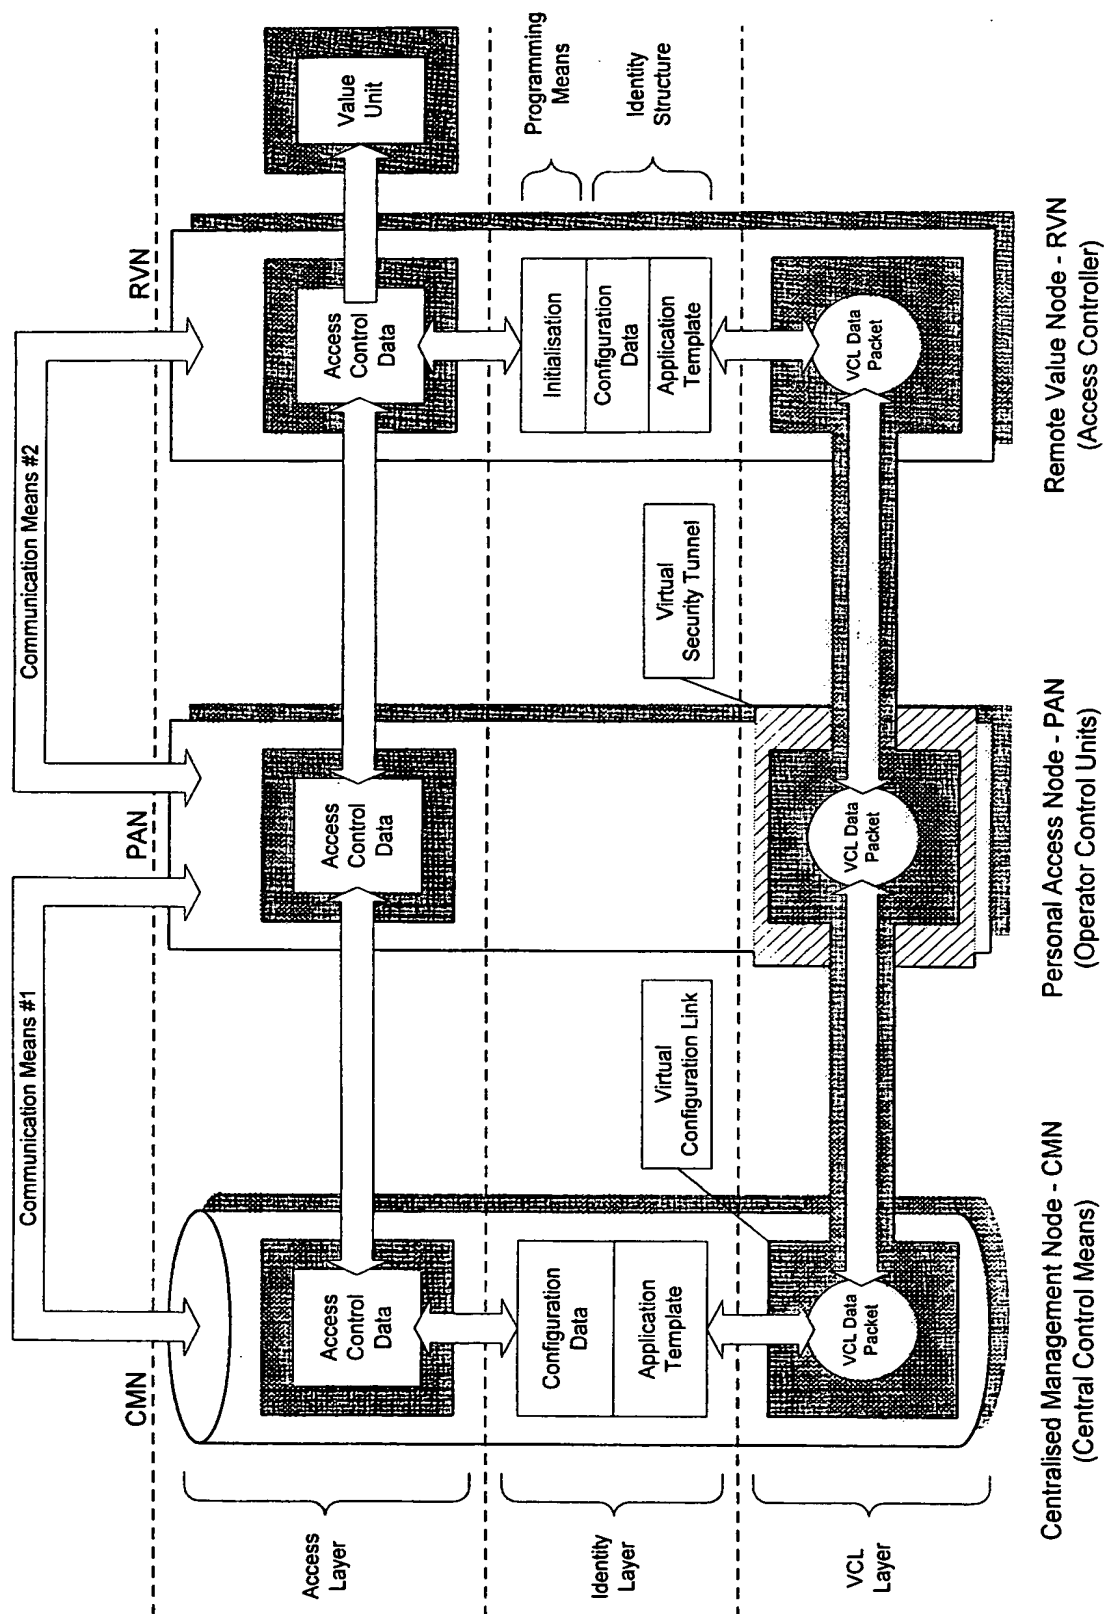 Communication Means #1
Communication Means #2
CMN
PAN
RVN
Access
Layer
Access
Control
Data
Access
Control
Data
Access
Control
Data
Value
Unit
Identity
Layer
Configuration
Data
Application
Template
Virtual
Configuration Link
Virtual
Security Tunnel
Initialisation
Configuration
Data
Application
Template
Programming
Means
Identity
Structure
VCL
Layer
VCL Data
Packet
VCL Data
Packet
VCL Data
Packet
Centralised Management Node - CMN
(Central Control Means)
Personal Access Node - PAN
(Operator Control Units)
Remote Value Node - RVN
(Access Controller)